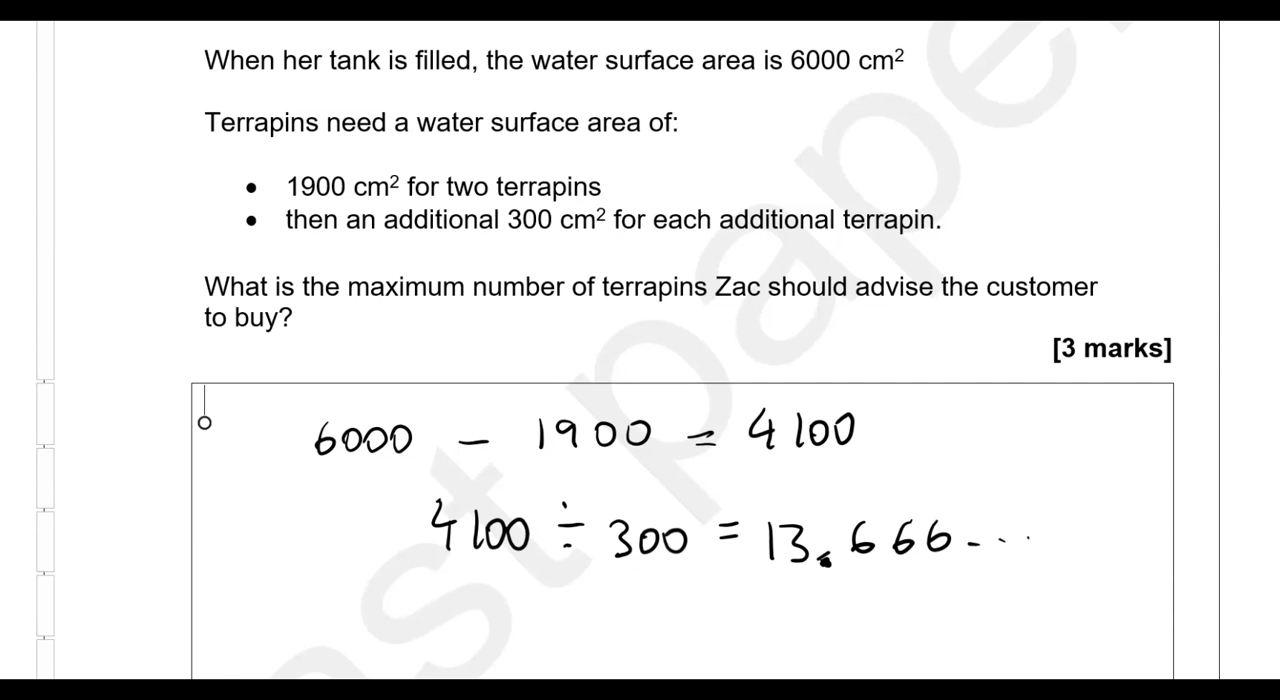 When her tank is filled, the water surface area is 6000 cm²
Terrapins need a water surface area of:
• 1900 cm² for two terrapins
• then an additional 300 cm² for each additional terrapin.
What is the maximum number of terrapins Zac should advise the customer
to buy?
[3 marks]
6000 - 1900 = 4100
4100 ÷ 300 = 13.666...
past paper